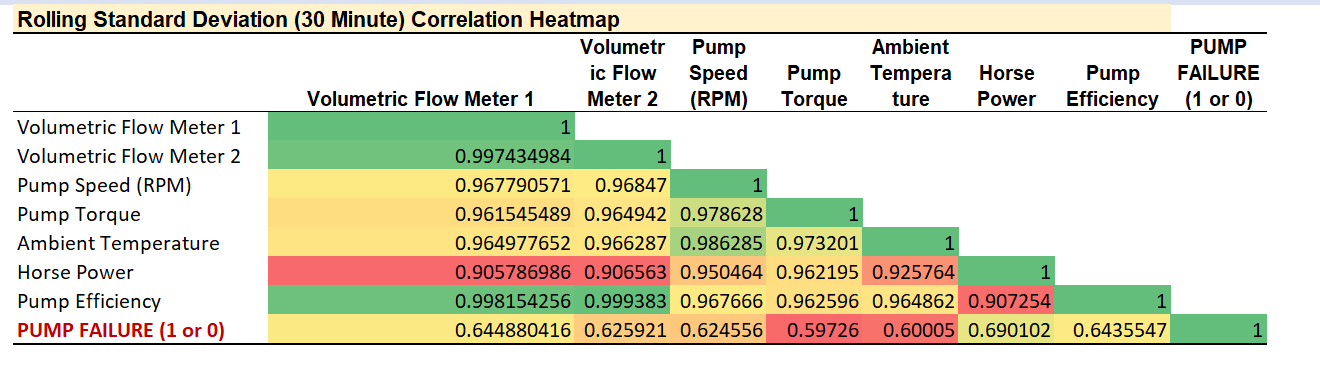 Rolling Standard Deviation (30 Minute) Correlation Heatmap
Volumetric Flow Meter 1 Volumetr ic Flow Meter 2 Pump Speed (RPM) Pump Torque Ambient Tempera ture Horse Power Pump Efficiency PUMP FAILURE (1 or 0)
Volumetric Flow Meter 1 1
Volumetric Flow Meter 2 0.997434984 1
Pump Speed (RPM) 0.967790571 0.96847 1
Pump Torque 0.961545489 0.964942 0.978628 1
Ambient Temperature 0.964977652 0.966287 0.986285 0.973201 1
Horse Power 0.905786986 0.906563 0.950464 0.962195 0.925764 1
Pump Efficiency 0.998154256 0.999383 0.967666 0.962596 0.964862 0.907254 1
PUMP FAILURE (1 or 0) 0.644880416 0.625921 0.624556 0.59726 0.60005 0.690102 0.6435547 1